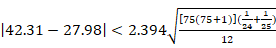 |42.31 − 27.98| < 2.394√([75(75+1)](1/24+1/25)/12)